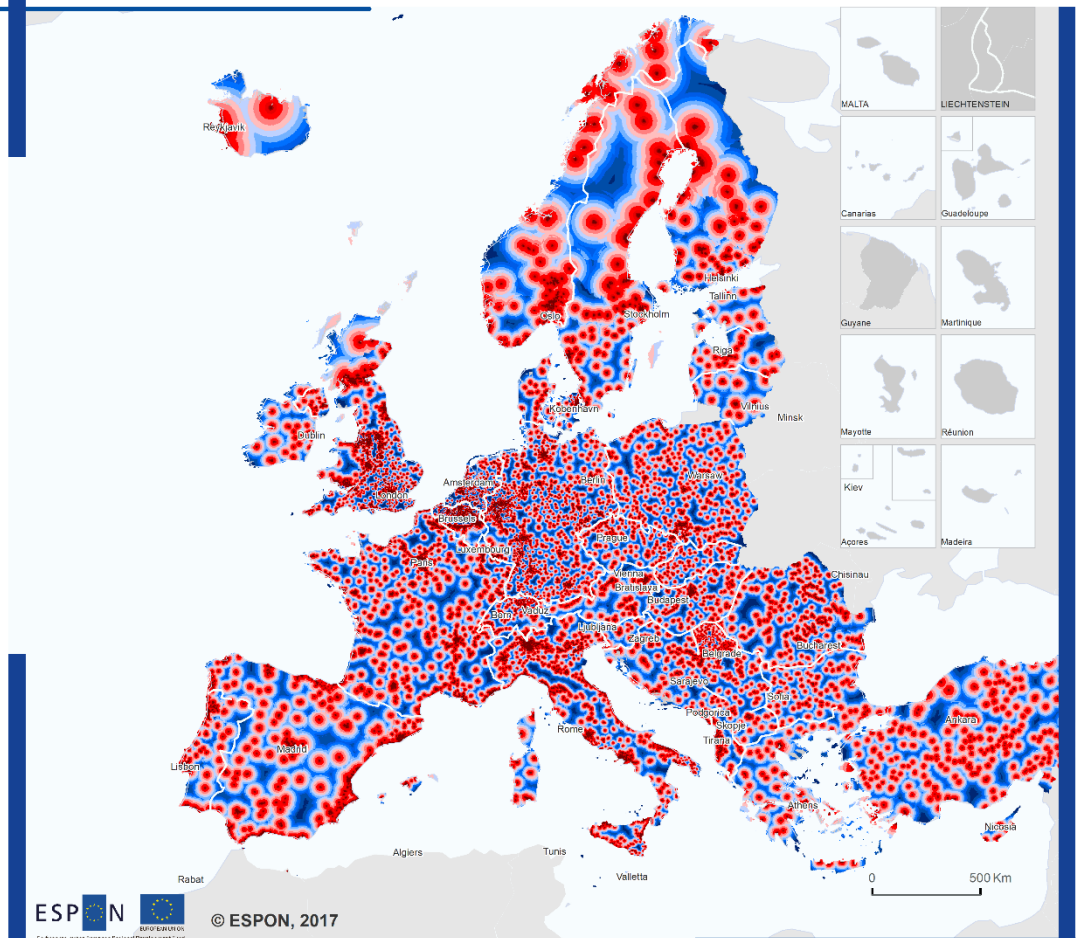 MALTA
LIECHTENSTEIN
Reykjavik
Canarias
Guadeloupe
Helsinki
Tallinn
Oslo
Stockholm
Guyane
Martinique
Riga
København
Vilnius
Minsk
Mayotte
Réunion
Dublin
Amsterdam
Berlin
Warsaw
London
Kiev
Brussels
Prague
Açores
Madeira
Luxembourg
Paris
Vienna
Chisinau
Bratislava
Budapest
Bern
Vaduz
Ljubljana
Zagreb
Bucharest
Belgrade
Sarajevo
Sofia
Podgorica
Ankara
Skopje
Rome
Tirana
Madrid
Lisbon
Athens
Nicosia
Algiers
Tunis
Rabat
Valletta
500 Km
0
ESPON
EUROPEAN UNION
© ESPON, 2017